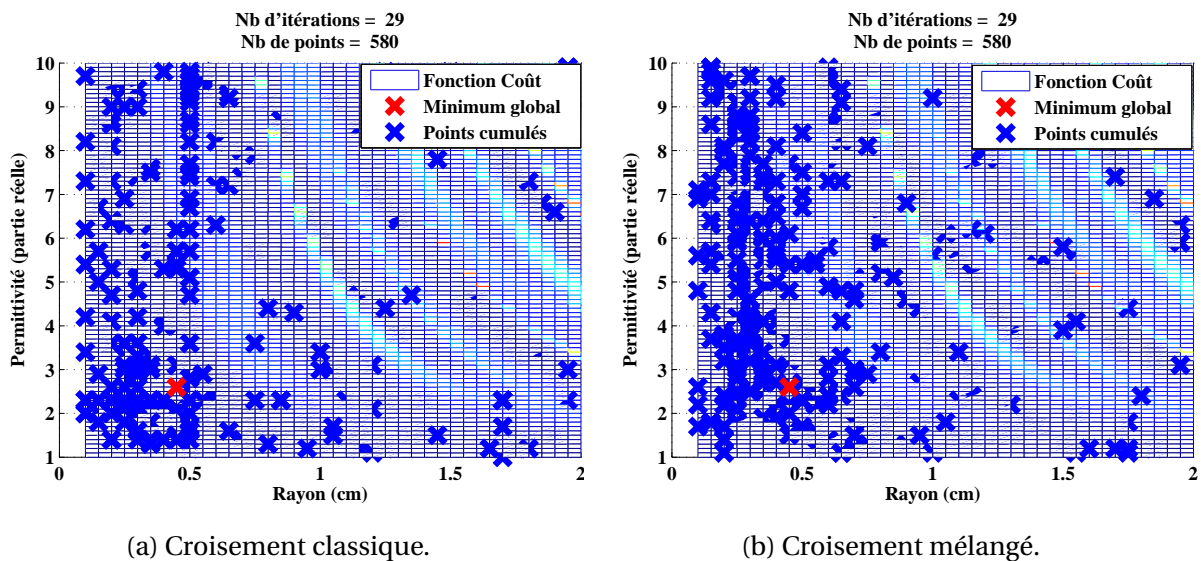 Nb d'itérations = 29
Nb de points = 580
Fonction Coût
Minimum global
Points cumulés
Permittivité (partie réelle)
10
9
8
7
6
5
4
3
2
1
0
0.5
1
1.5
2
Rayon (cm)
(a) Croisement classique.
Nb d'itérations = 29
Nb de points = 580
Fonction Coût
Minimum global
Points cumulés
Permittivité (partie réelle)
10
9
8
7
6
5
4
3
2
1
0
0.5
1
1.5
2
Rayon (cm)
(b) Croisement mélangé.